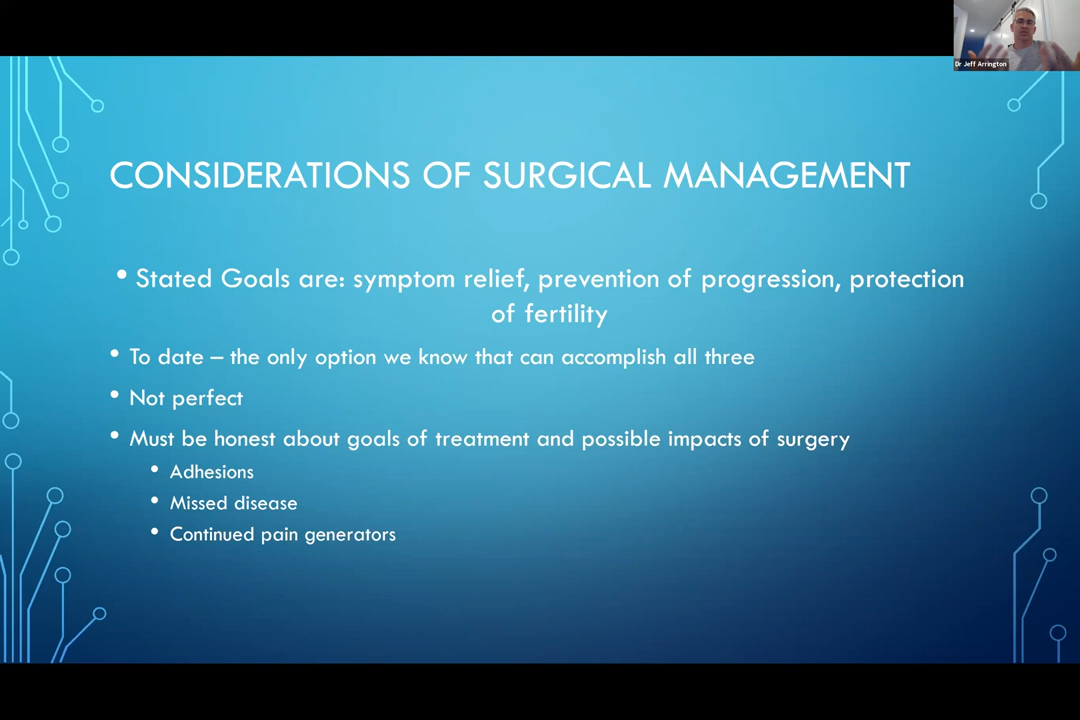 Dr Jeff Arrington
CONSIDERATIONS OF SURGICAL MANAGEMENT
• Stated Goals are: symptom relief, prevention of progression, protection
of fertility
• To date – the only option we know that can accomplish all three
• Not perfect
• Must be honest about goals of treatment and possible impacts of surgery
• Adhesions
• Missed disease
• Continued pain generators